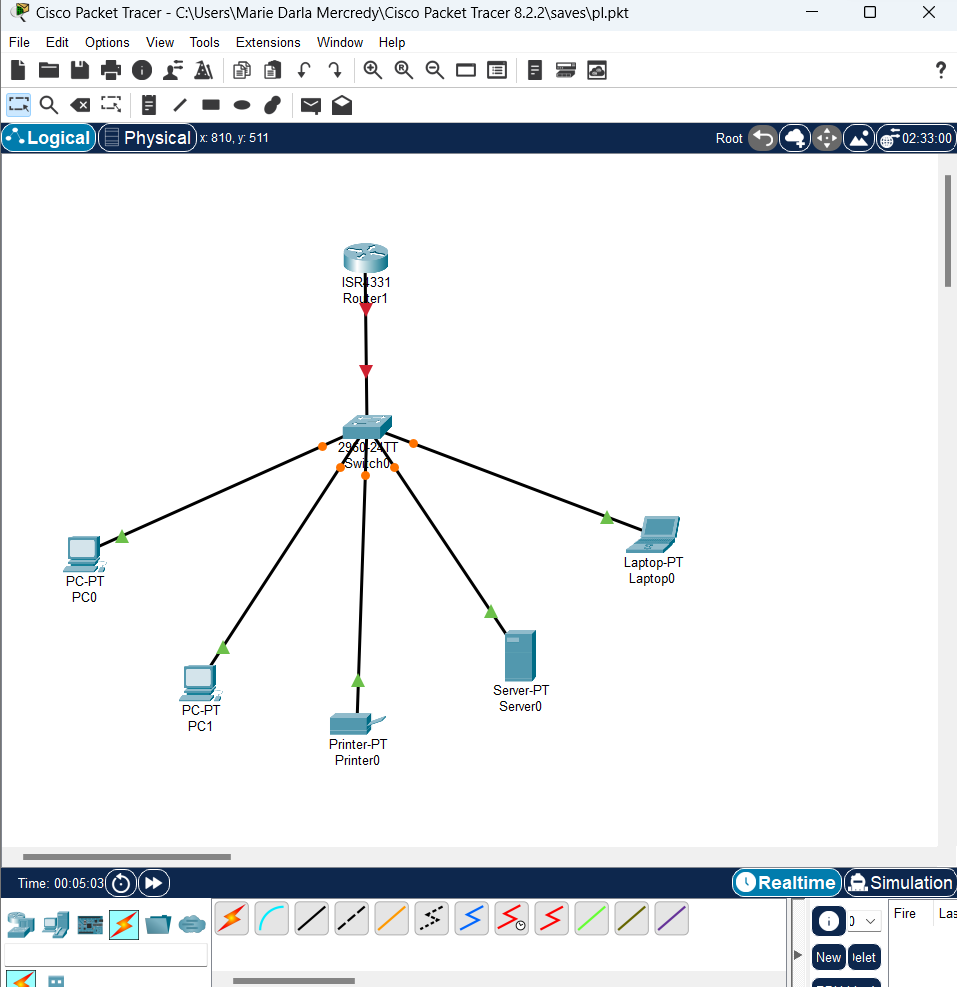 Cisco Packet Tracer - C:\Users\Marie Darla Mercredy\Cisco Packet Tracer 8.2.2\saves\pl.pkt
File Edit Options View Tools Extensions Window Help
?
Logical Physical x: 810, y: 511 Root 02:33:00
ISR4331
Router1
2960-24TT
Switch0
PC-PT
PC0
Laptop-PT
Laptop0
PC-PT
PC1
Server-PT
Server0
Printer-PT
Printer0
Time: 00:05:03 Realtime Simulation
Fire Las
New elet